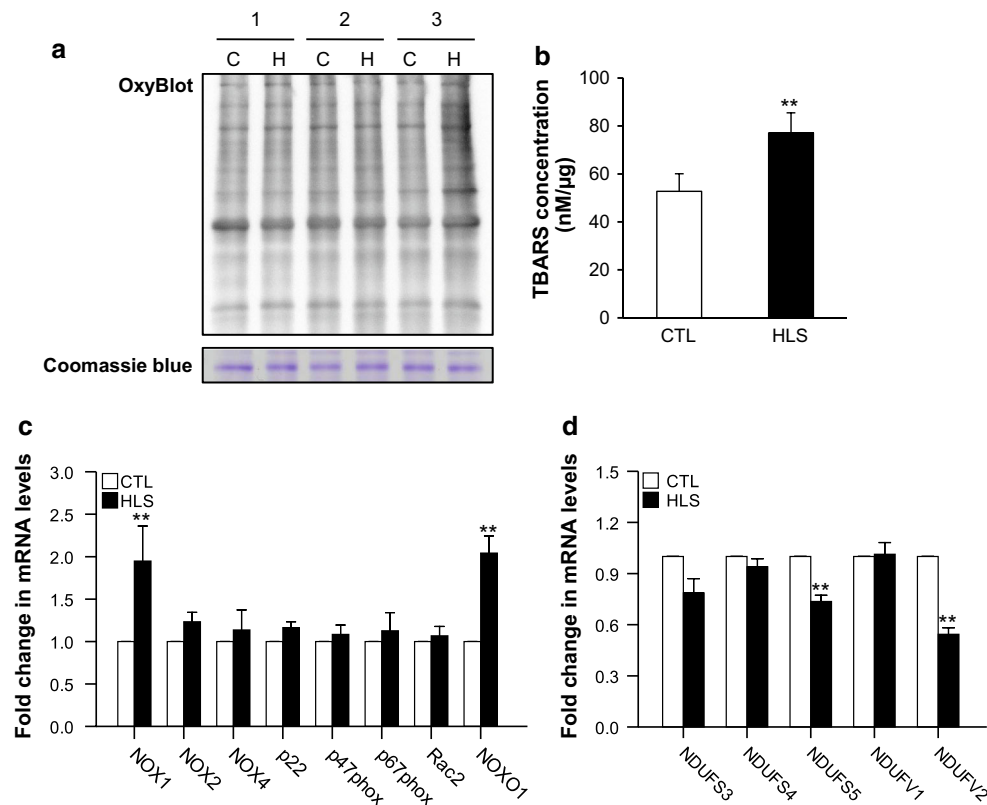 a
1 2 3
C H C H C H
OxyBlot
Coomassie blue
b
TBARS concentration
(nM/µg)
100
80
60
40
20
0
**
CTL HLS
c
Fold change in mRNA levels
3.0
2.5
2.0
1.5
1.0
0.5
0.0
CTL
HLS
** **
NOX1 NOX2 NOX4 p22 p47phox p67phox Rac2 NOXO1
d
Fold change in mRNA levels
1.5
1.2
0.9
0.6
0.3
0.0
CTL
HLS
** **
NDUFS3 NDUFS4 NDUFS5 NDUFV1 NDUFV2